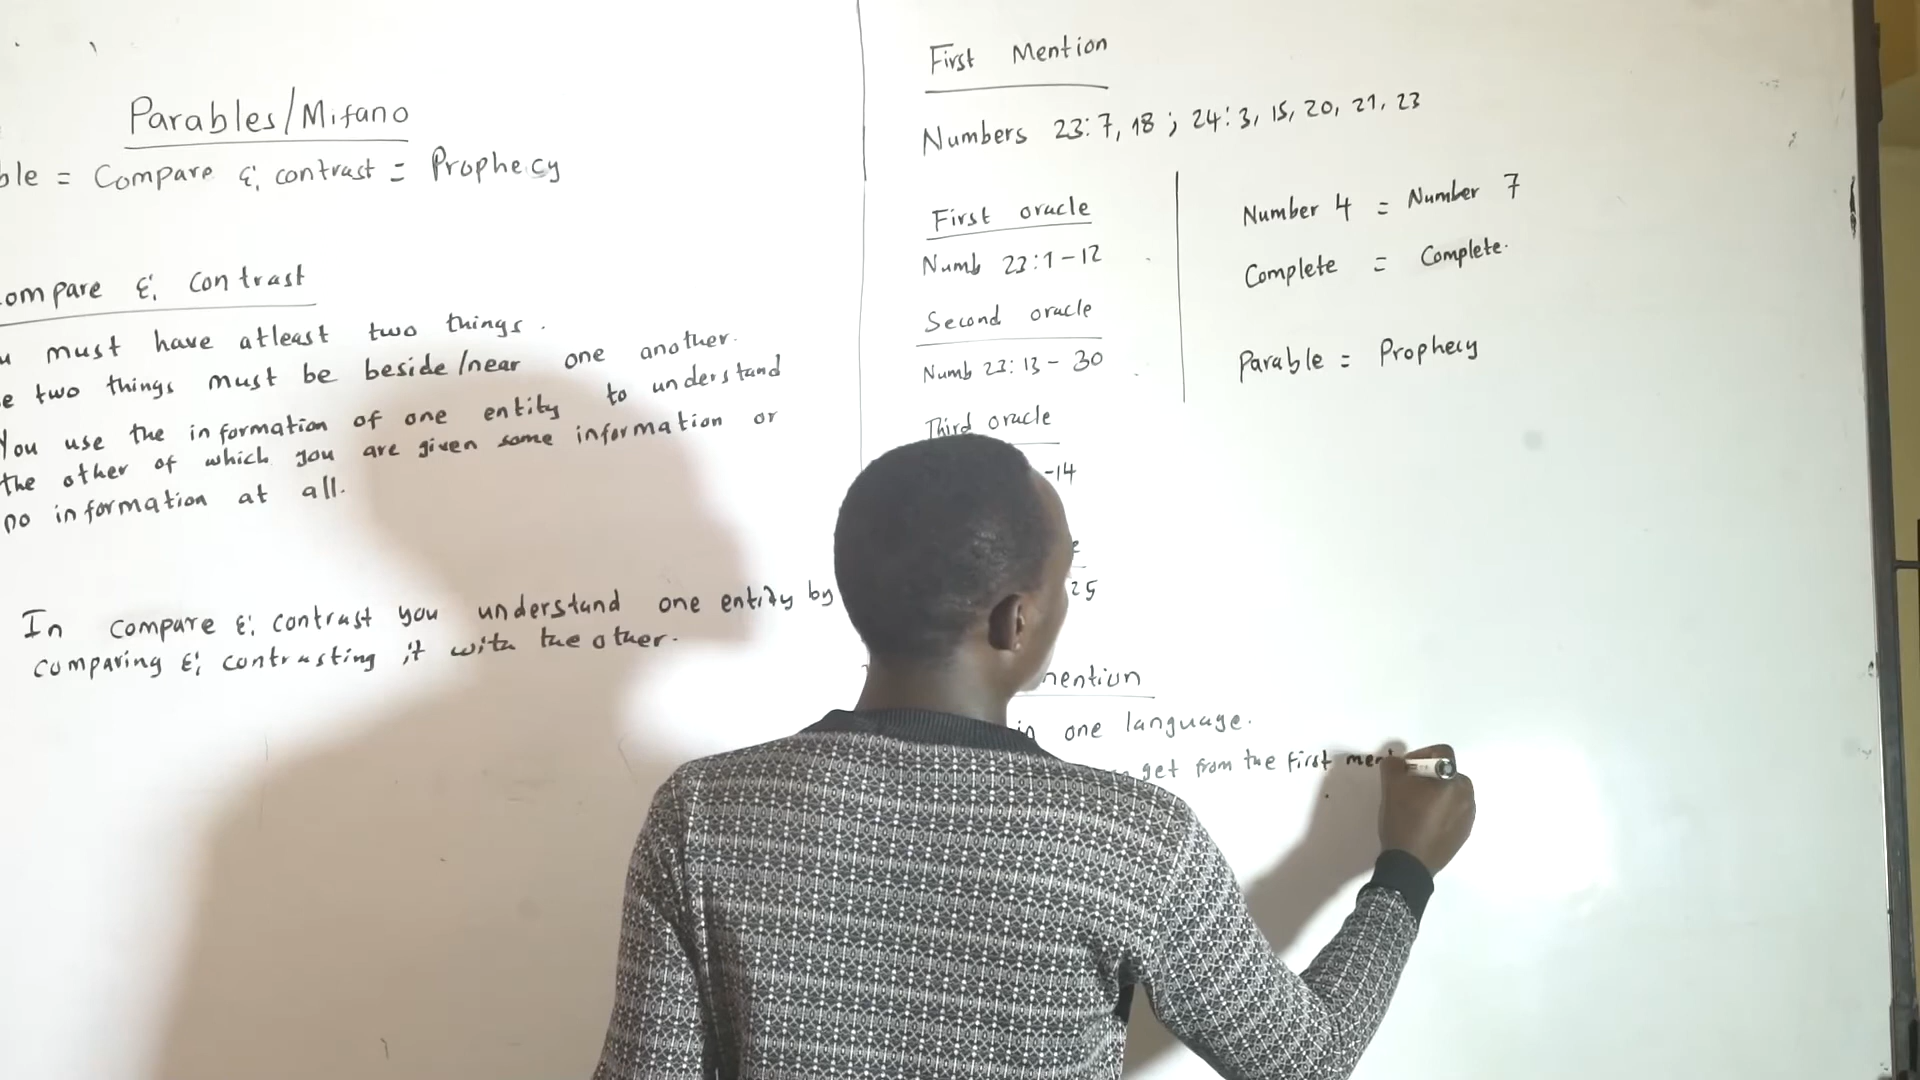 Parables/Mifano
ble = Compare & contrast = Prophecy
ompare & contrast
u must have atleast two things.
e two things must be beside/near one another.
You use the information of one entity to understand
the other of which you are given some information or
no information at all.
In compare & contrast you understand one entity by
comparing & contrasting it with the other.
First Mention
Numbers 23:7, 18 ; 24:3, 15, 20, 21, 23
First oracle
Numb 23:1-12
Second oracle
Numb 23:13-30
Third oracle
-14
e
25
mention
in one language.
get from the first ment
Number 4 = Number 7
Complete = Complete.
Parable = Prophecy